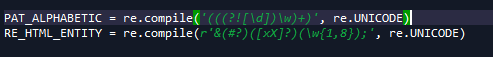 PAT_ALPHABETIC = re.compile('(((?![\d])\w)+)', re.UNICODE)
RE_HTML_ENTITY = re.compile(r'&(#?)([xX]?)(\w{1,8});', re.UNICODE)